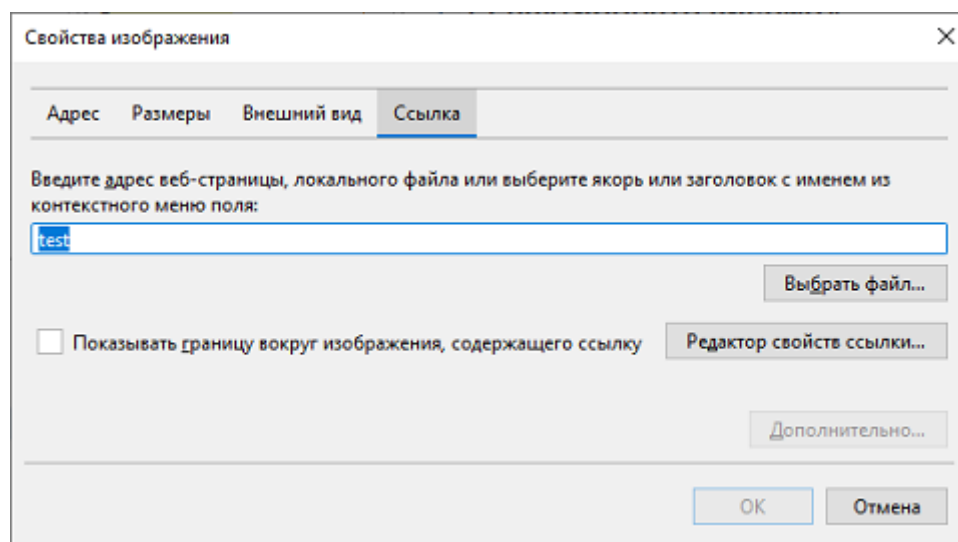 Свойства изображения
Адрес Размеры Внешний вид Ссылка
Введите адрес веб-страницы, локального файла или выберите якорь или заголовок с именем из
контекстного меню поля:
test
Выбрать файл...
Показывать границу вокруг изображения, содержащего ссылку Редактор свойств ссылки...
Дополнительно...
OK Отмена